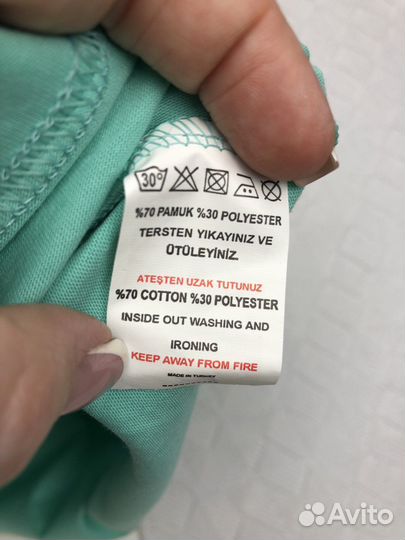 30°
%70 PAMUK %30 POLYESTER
TERSTEN YIKAYINIZ VE
ÜTÜLEYİNİZ.
ATEŞTEN UZAK TUTUNUZ
%70 COTTON %30 POLYESTER
INSIDE OUT WASHING AND
IRONING
KEEP AWAY FROM FIRE
MADE IN TURKEY
Avito